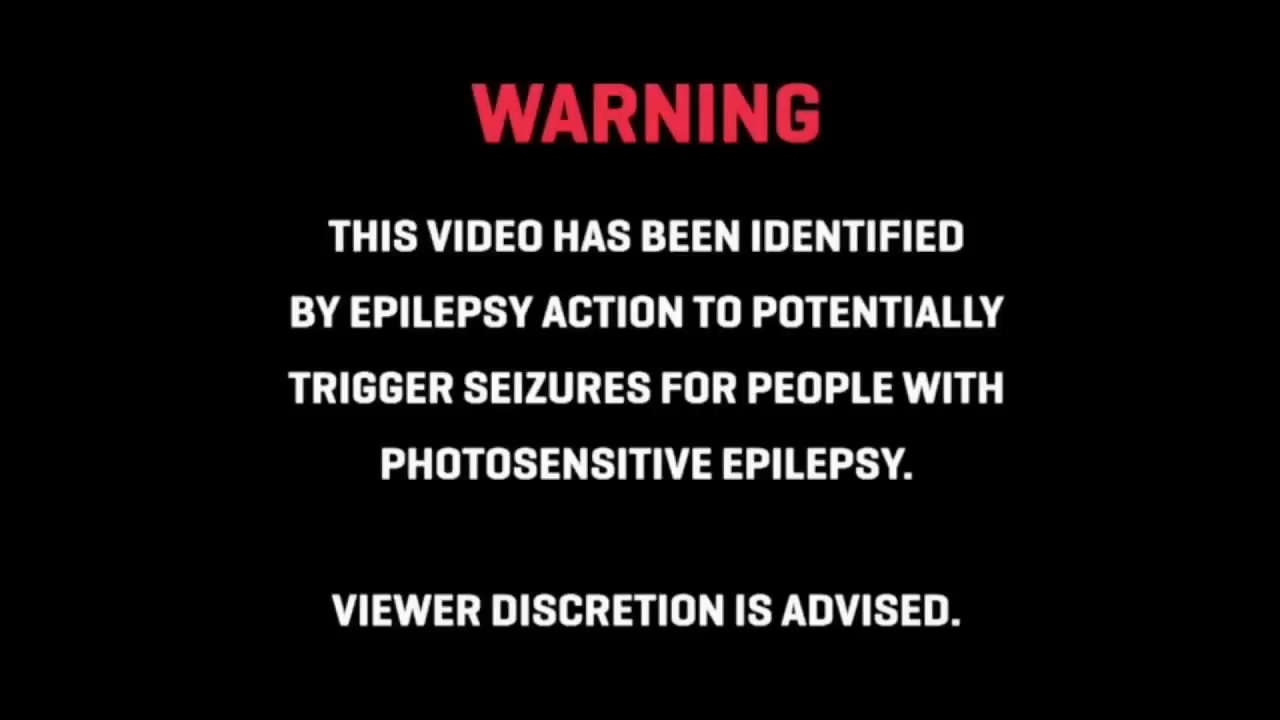 WARNING
THIS VIDEO HAS BEEN IDENTIFIED
BY EPILEPSY ACTION TO POTENTIALLY
TRIGGER SEIZURES FOR PEOPLE WITH
PHOTOSENSITIVE EPILEPSY.
VIEWER DISCRETION IS ADVISED.